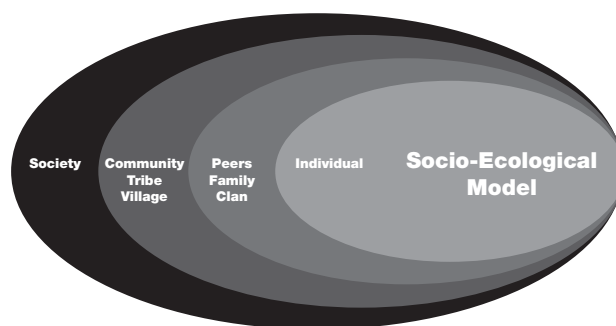 Society
Community
Tribe
Village
Peers
Family
Clan
Individual
Socio-Ecological
Model